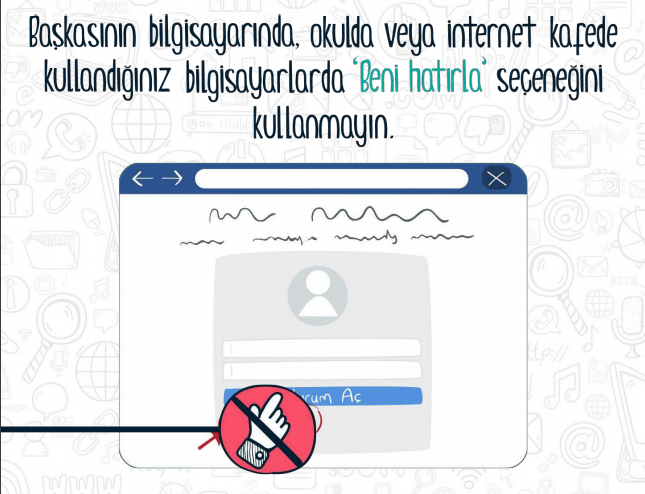 Başkasının bilgisayarında, okulda veya internet kafede
kullandığınız bilgisayarlarda ‘Beni hatırla’ seçeneğini
kullanmayın.
Aç